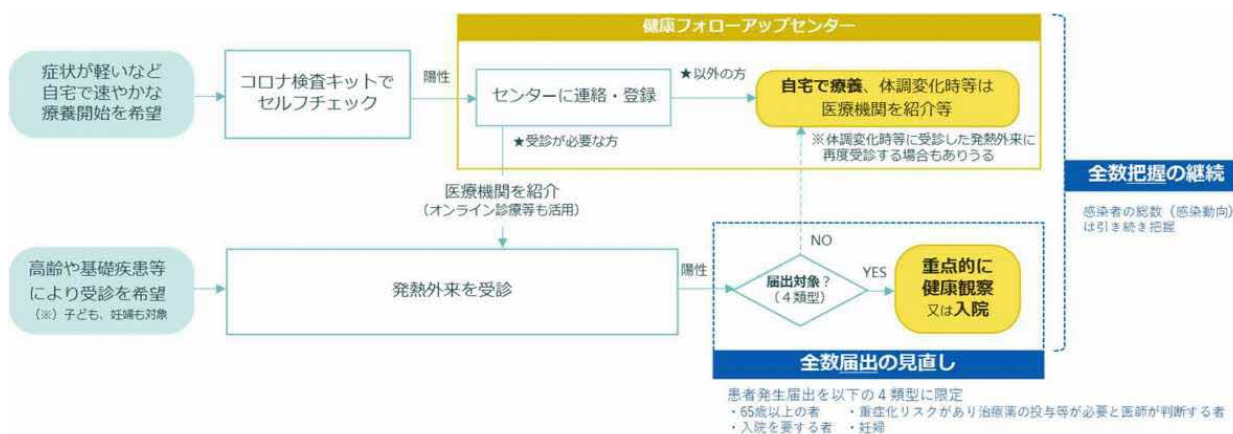 健康フォローアップセンター
症状が軽いなど
自宅で速やかな
療養開始を希望
コロナ検査キットで
セルフチェック
陽性
センターに連絡・登録
★以外の方
自宅で療養、体調変化時等は
医療機関を紹介等
※体調変化時等に受診した発熱外来に
再度受診する場合もありうる
★受診が必要な方
医療機関を紹介
(オンライン診療等も活用)
全数把握の継続
感染者の総数（感染動向）
は引き続き把握
高齢や基礎疾患等
により受診を希望
（※）子ども、妊婦も対象
発熱外来を受診
陽性
届出対象？
（４類型）
NO
YES
重点的に
健康観察
又は入院
全数届出の見直し
患者発生届出を以下の４類型に限定
・65歳以上の者　・重症化リスクがあり治療薬の投与等が必要と医師が判断する者
・入院を要する者　・妊婦